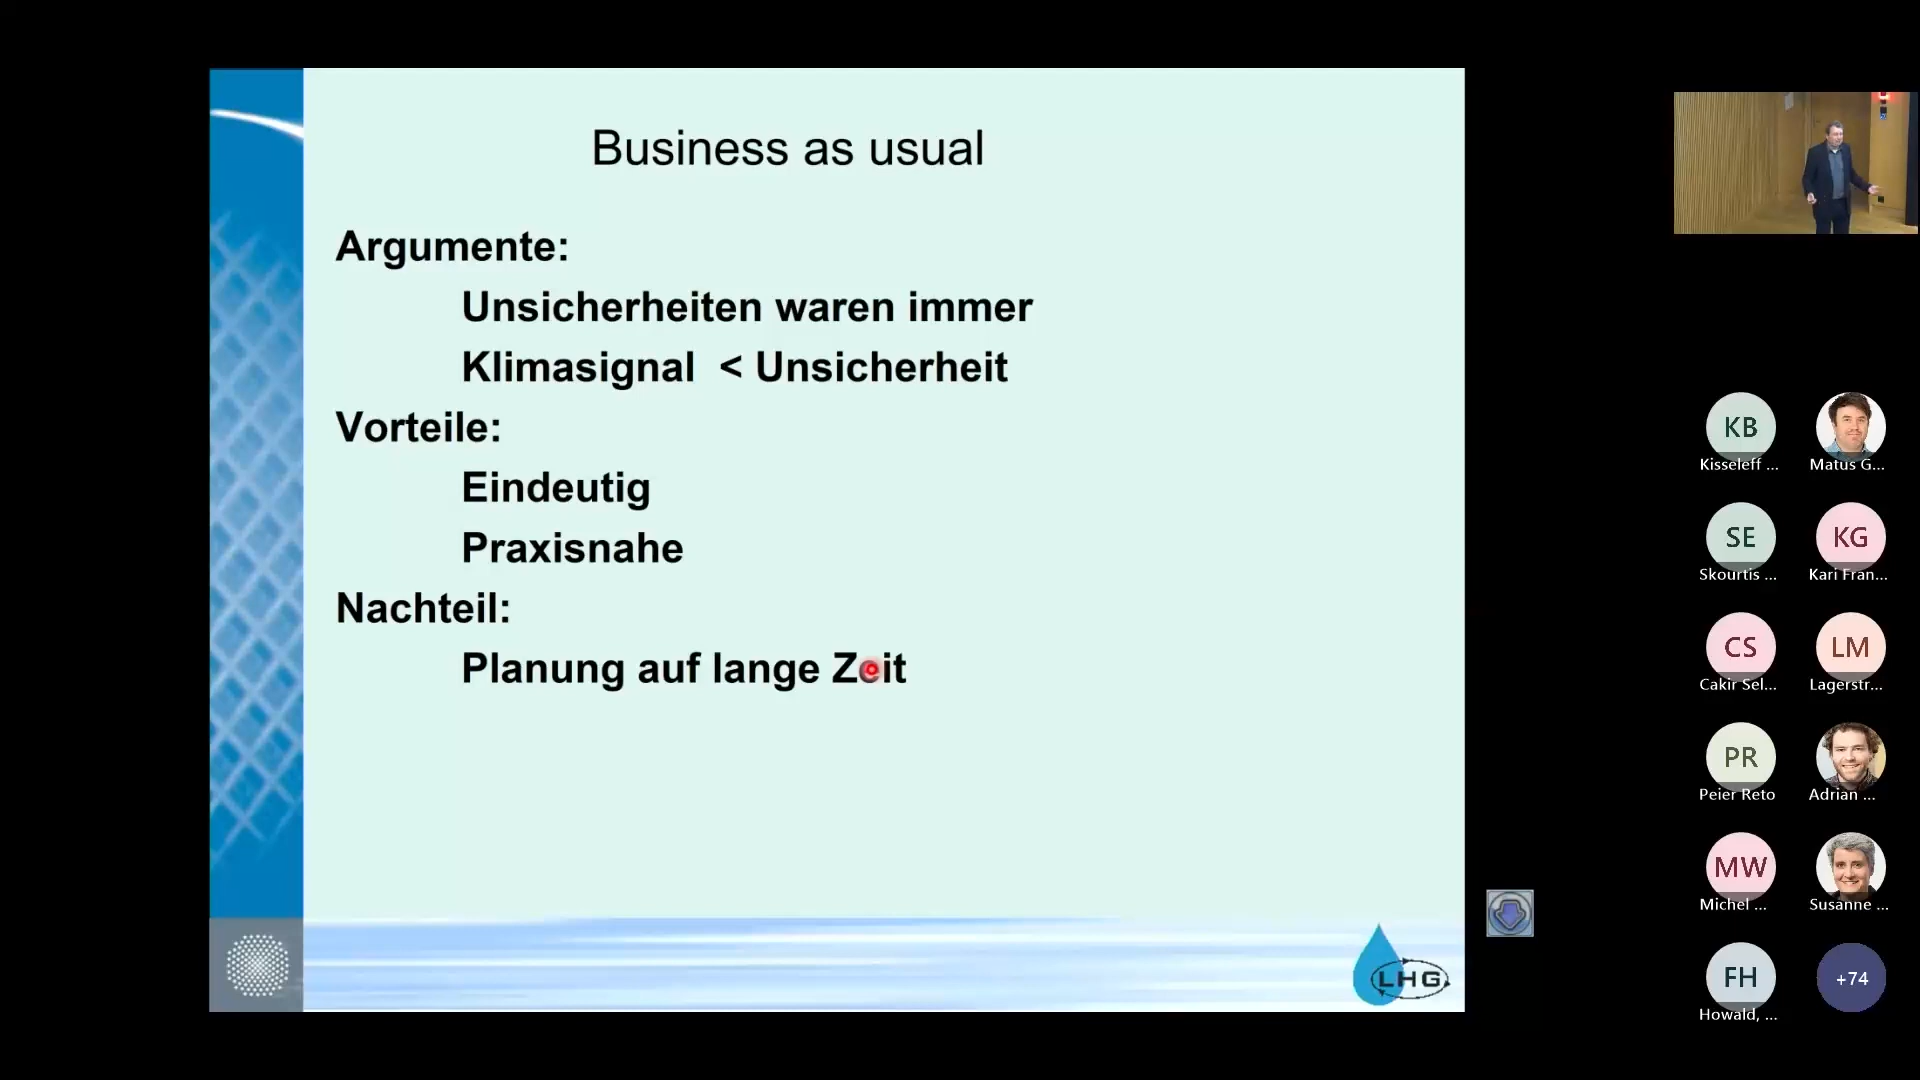 Business as usual
Argumente:
Unsicherheiten waren immer
Klimasignal < Unsicherheit
Vorteile:
Eindeutig
Praxisnahe
Nachteil:
Planung auf lange Zeit
LHG
KB
Kisseleff ...
Matus G...
SE
Skourtis ...
KG
Kari Fran...
CS
Cakir Sel...
LM
Lagerstr...
PR
Peier Reto
Adrian ...
MW
Michel ...
Susanne ...
FH
Howald, ...
+74